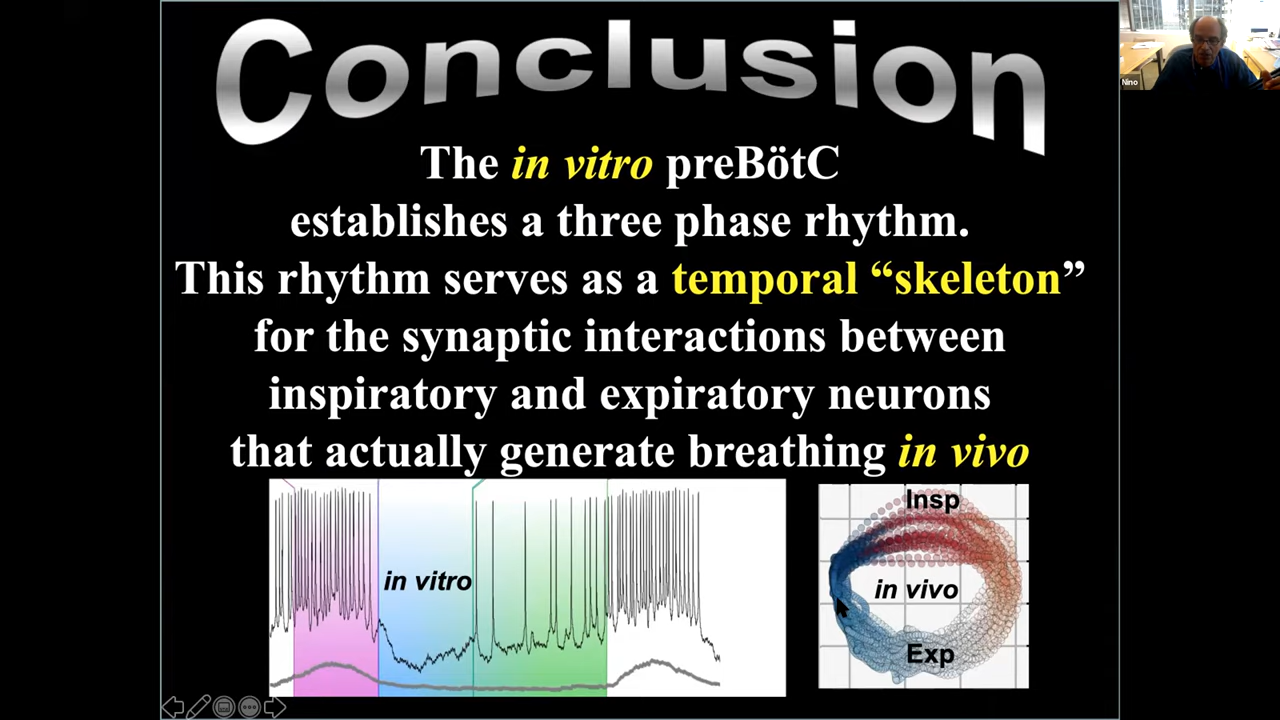 Conclusion
The in vitro preBötC
establishes a three phase rhythm.
This rhythm serves as a temporal “skeleton”
for the synaptic interactions between
inspiratory and expiratory neurons
that actually generate breathing in vivo
in vitro
Insp
in vivo
Exp
Nino